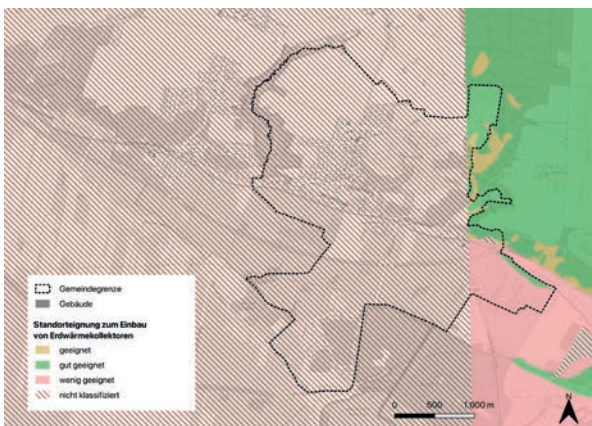 Gemeindegrenze
Gebäude
Standorteignung zum Einbau
von Erdwärmekollektoren
geeignet
gut geeignet
wenig geeignet
nicht klassifiziert
0 500 1.000 m
N